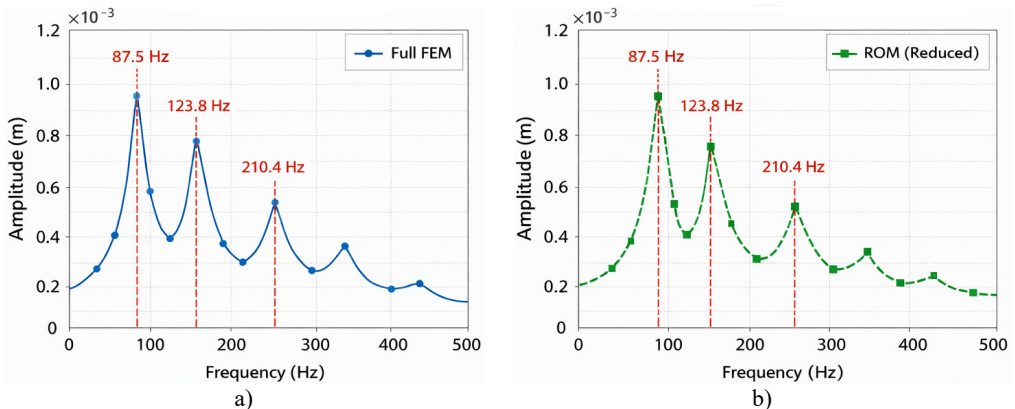 ×10⁻³
1.2
1.0
0.8
0.6
0.4
0.2
0
Amplitude (m)
87.5 Hz
123.8 Hz
210.4 Hz
Full FEM
0 100 200 300 400 500
Frequency (Hz)
a)
×10⁻³
1.2
1.0
0.8
0.6
0.4
0.2
0
Amplitude (m)
87.5 Hz
123.8 Hz
210.4 Hz
ROM (Reduced)
0 100 200 300 400 500
Frequency (Hz)
b)